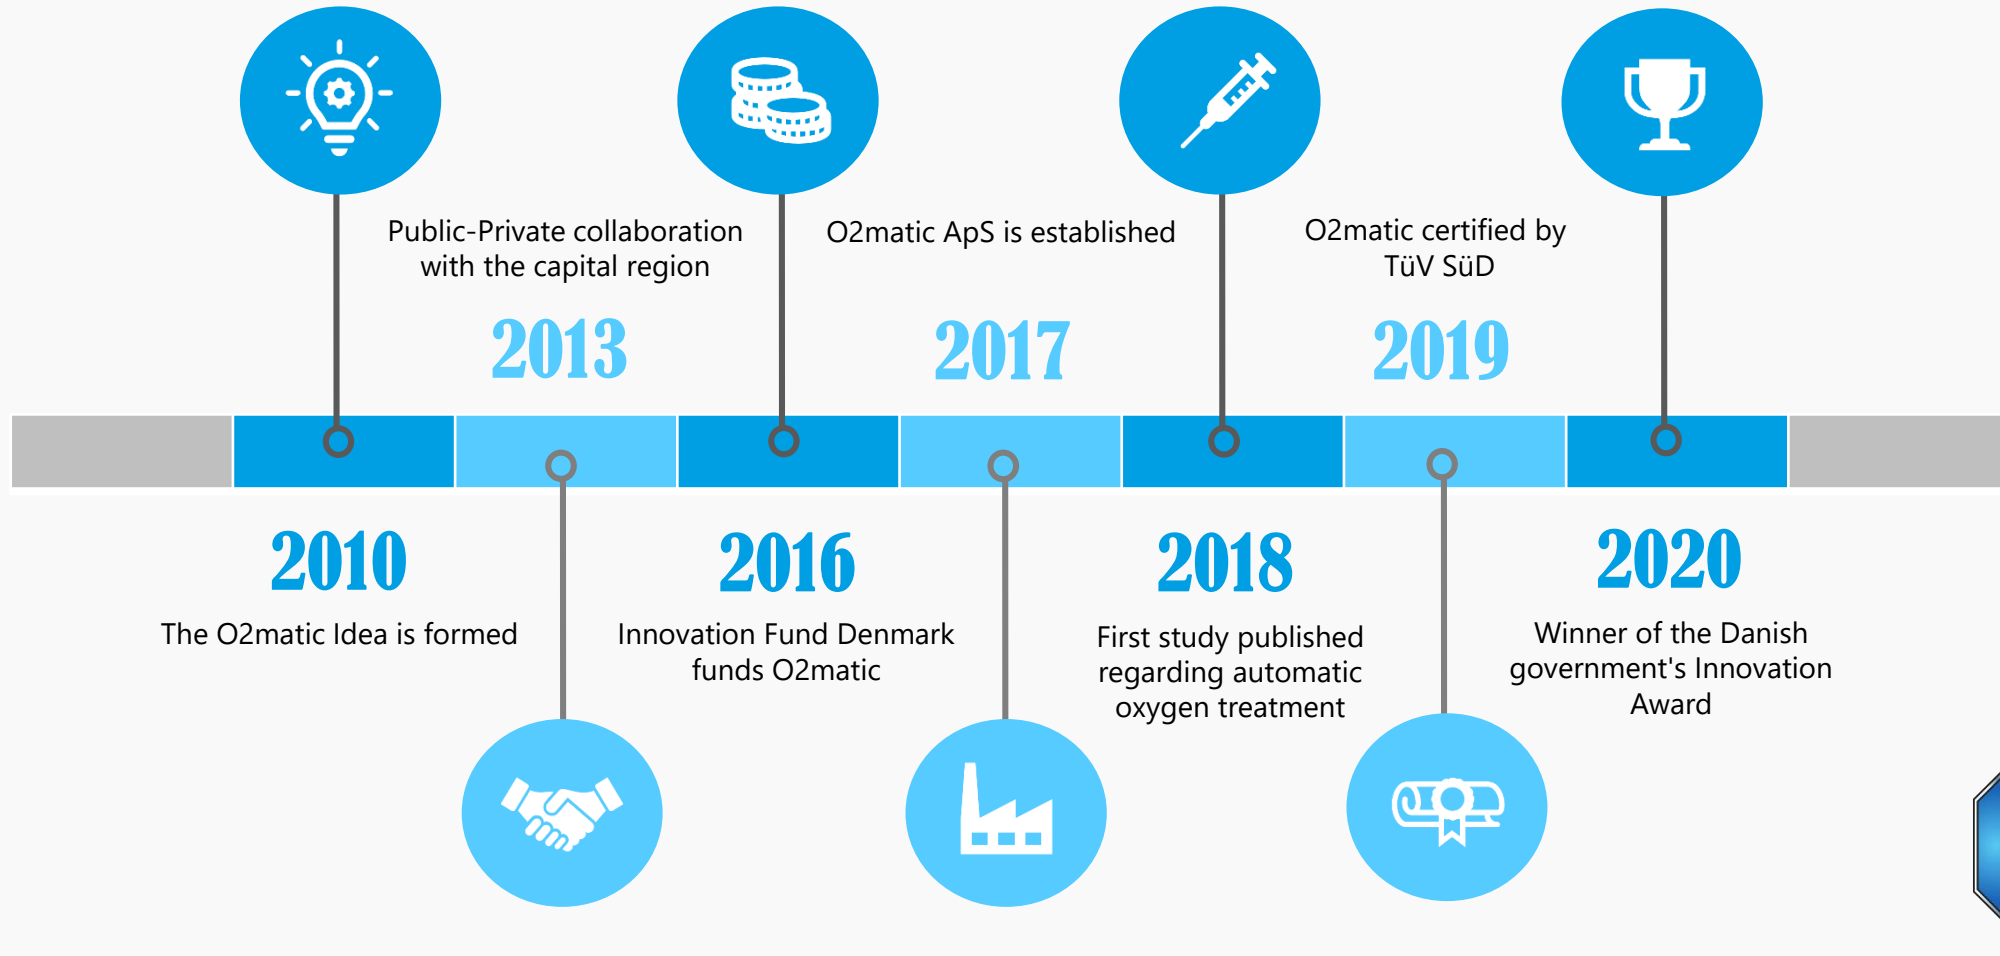 Public-Private collaboration
with the capital region
2013
O2matic ApS is established
2017
O2matic certified by
TüV SüD
2019
2010
The O2matic Idea is formed
2016
Innovation Fund Denmark
funds O2matic
2018
First study published
regarding automatic
oxygen treatment
2020
Winner of the Danish
government's Innovation
Award